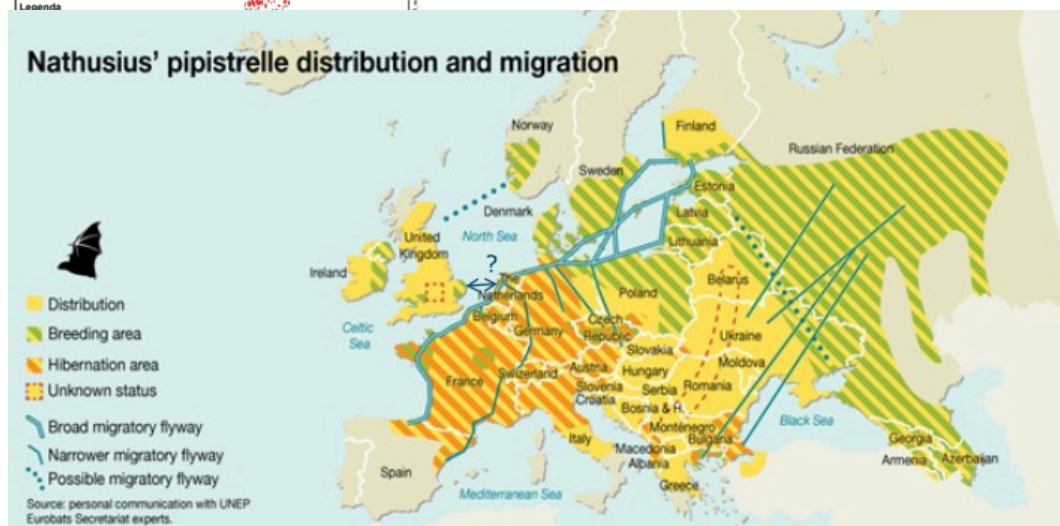 Legenda
Nathusius' pipistrelle distribution and migration
Norway
Finland
Russian Federation
Sweden
Estonia
Denmark
Latvia
North Sea
United
Kingdom
Lithuania
?
Ireland
The
Netherlands
Belarus
Poland
Distribution
Belgium
Celtic
Sea
Germany
Czech
Republic
Ukraine
Breeding area
Slovakia
Moldova
Hibernation area
France
Swizerland
Austria
Hungary
Slovenia
Serbia
Romania
Unknown status
Croatia
Bosnia & H.
Black Sea
Broad migratory flyway
Montenegro
Italy
Bulgaria
Macedonia
Georgia
Narrower migratory flyway
Albania
Armenia
Azerbaijan
Spain
Possible migratory flyway
Greece
Mediterranean Sea
Source: personal communication with UNEP
Eurobats Secretariat experts.